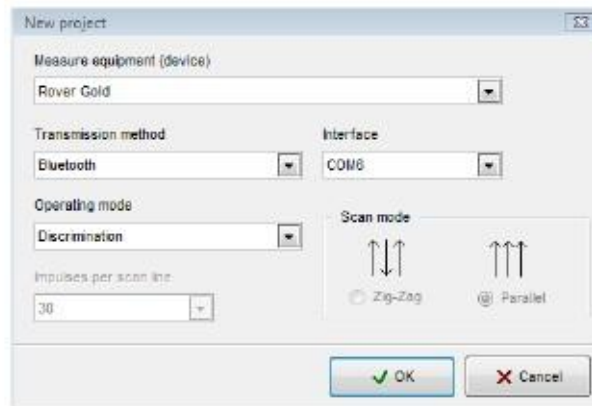 New project
Measure equipment (device)
Rover Gold
Transmission method
Interface
Bluetooth
COM6
Operating mode
Discrimination
Scan mode
Impulses per scan line
30
Zig-Zag
Parallel
OK
Cancel